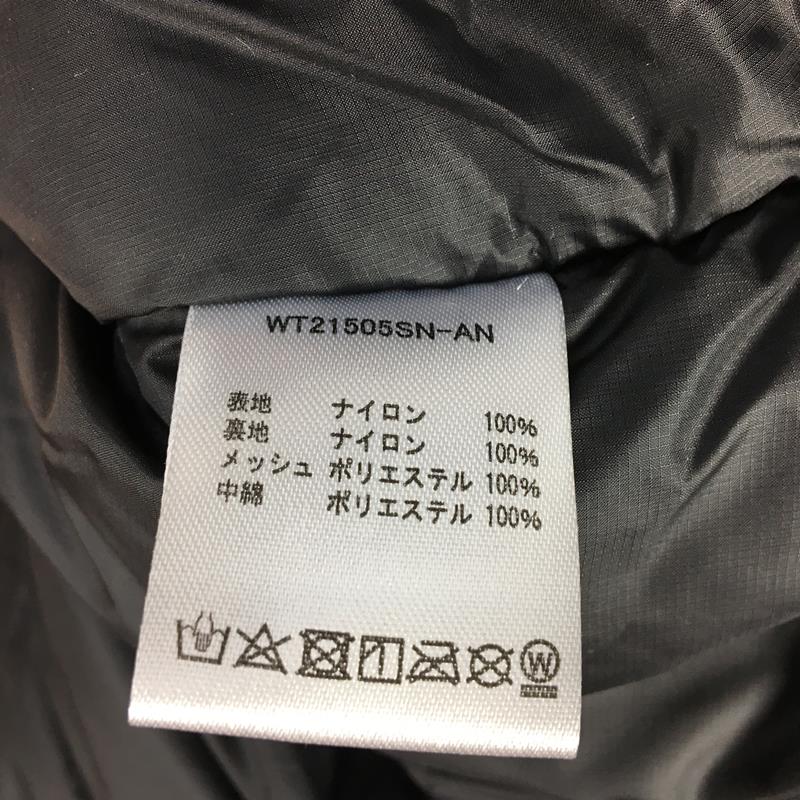 WT21505SN-AN
表地 ナイロン 100%
裏地 ナイロン 100%
メッシュ ポリエステル 100%
中綿 ポリエステル 100%
W